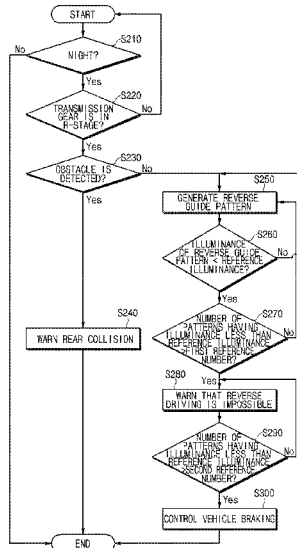 START
S210
NIGHT?
No
Yes
S220
TRANSMISSION
GEAR IS IN
R-STAGE?
No
Yes
S230
OBSTACLE IS
DETECTED?
No
Yes
S250
GENERATE REVERSE
GUIDE PATTERN
S260
ILLUMINANCE
OF REVERSE GUIDE
PATTERN < REFERENCE
ILLUMINANCE?
No
Yes
S270
NUMBER OF
PATTERNS HAVING
ILLUMINANCE LESS THAN
REFERENCE ILLUMINANCE
>FIRST REFERENCE
NUMBER?
No
S240
WARN REAR COLLISION
Yes
S280
WARN THAT REVERSE
DRIVING IS IMPOSSIBLE
S290
NUMBER OF
PATTERNS HAVING
ILLUMINANCE LESS THAN
REFERENCE ILLUMINANCE
>SECOND REFERENCE
NUMBER?
No
Yes
S300
CONTROL VEHICLE BRAKING
END